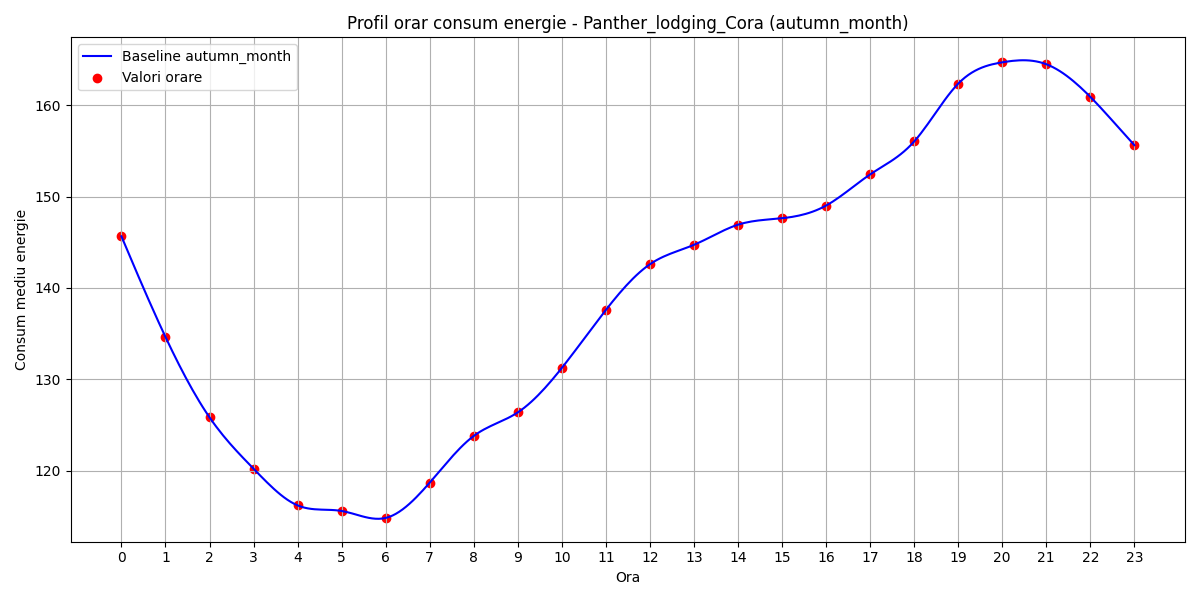 Profil orar consum energie - Panther_lodging_Cora (autumn_month)
Baseline autumn_month
Valori orare
Consum mediu energie
160
150
140
130
120
0 1 2 3 4 5 6 7 8 9 10 11 12 13 14 15 16 17 18 19 20 21 22 23
Ora